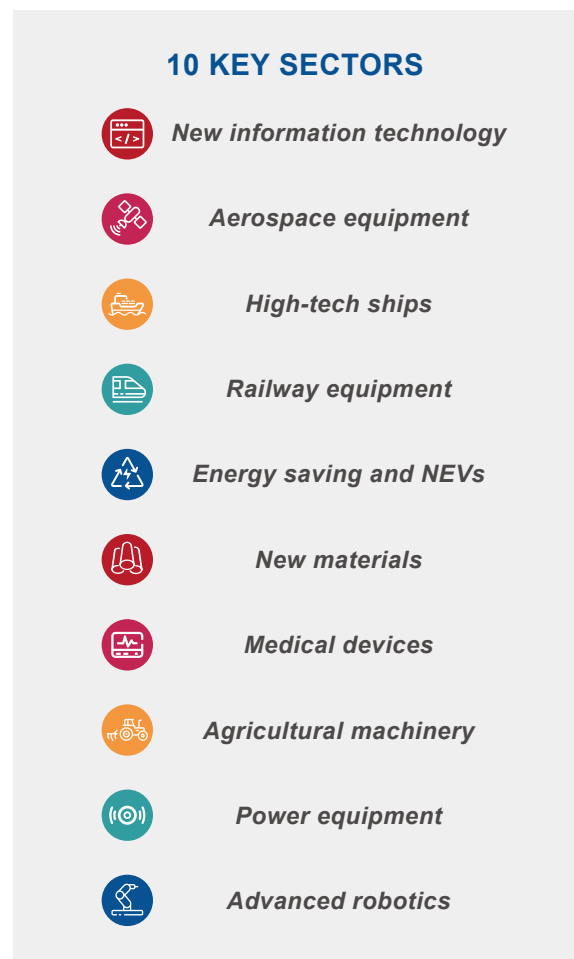 10 KEY SECTORS
</>
New information technology
Aerospace equipment
High-tech ships
Railway equipment
Energy saving and NEVs
New materials
Medical devices
Agricultural machinery
Power equipment
Advanced robotics